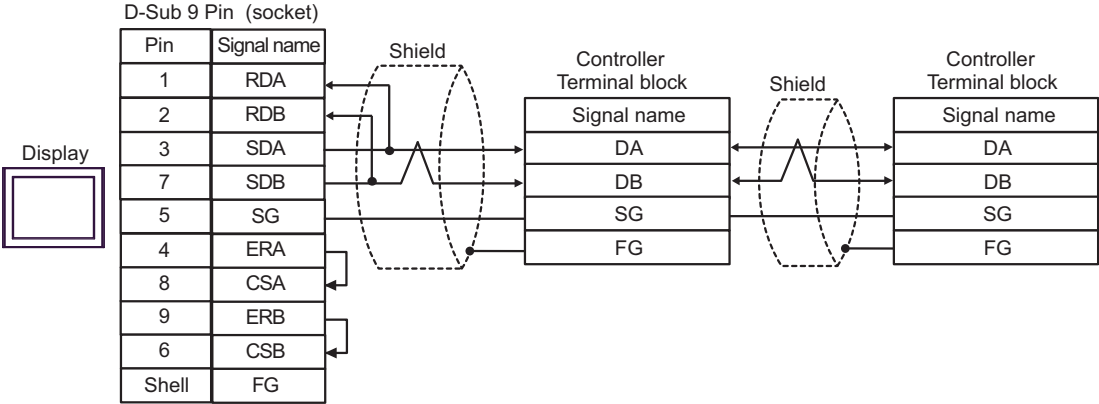 D-Sub 9 Pin (socket)
Display
Pin Signal name
1 RDA
2 RDB
3 SDA
7 SDB
5 SG
4 ERA
8 CSA
9 ERB
6 CSB
Shell FG
Shield
Controller
Terminal block
Signal name
DA
DB
SG
FG
Shield
Controller
Terminal block
Signal name
DA
DB
SG
FG